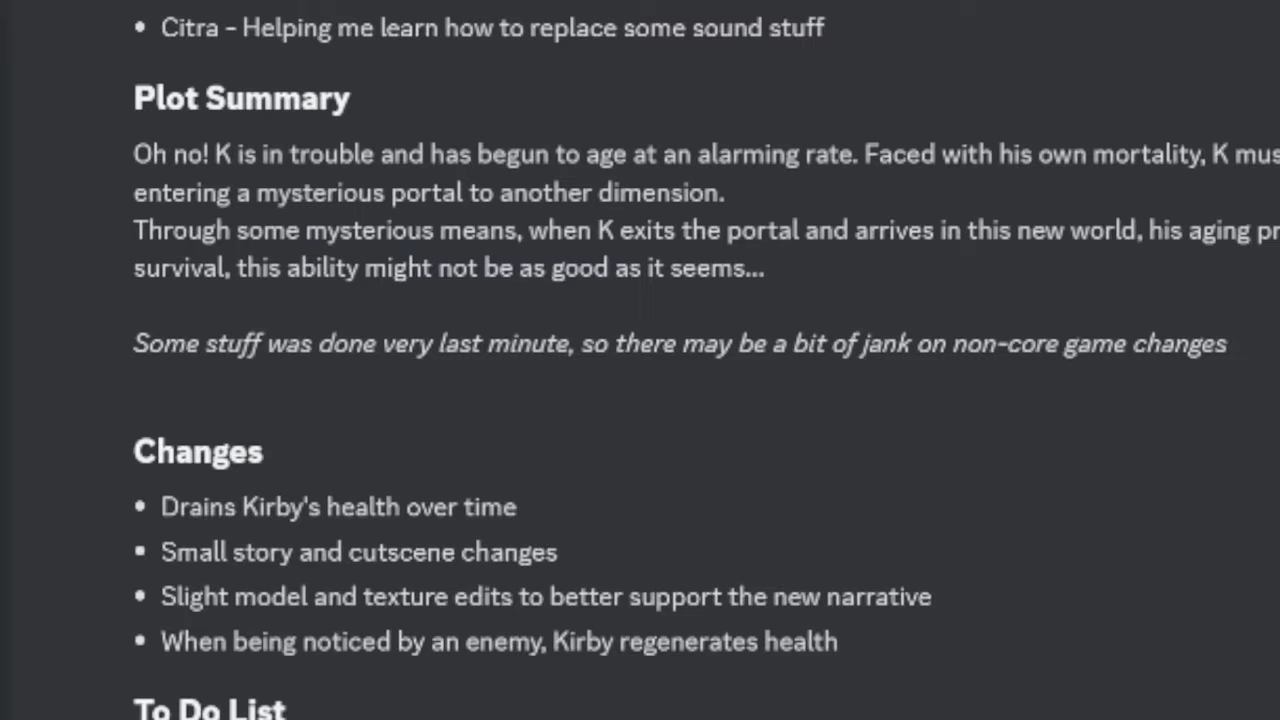 • Citra - Helping me learn how to replace some sound stuff
Plot Summary
Oh no! K is in trouble and has begun to age at an alarming rate. Faced with his own mortality, K mus
entering a mysterious portal to another dimension.
Through some mysterious means, when K exits the portal and arrives in this new world, his aging pr
survival, this ability might not be as good as it seems...
Some stuff was done very last minute, so there may be a bit of jank on non-core game changes
Changes
• Drains Kirby's health over time
• Small story and cutscene changes
• Slight model and texture edits to better support the new narrative
• When being noticed by an enemy, Kirby regenerates health
To Do List